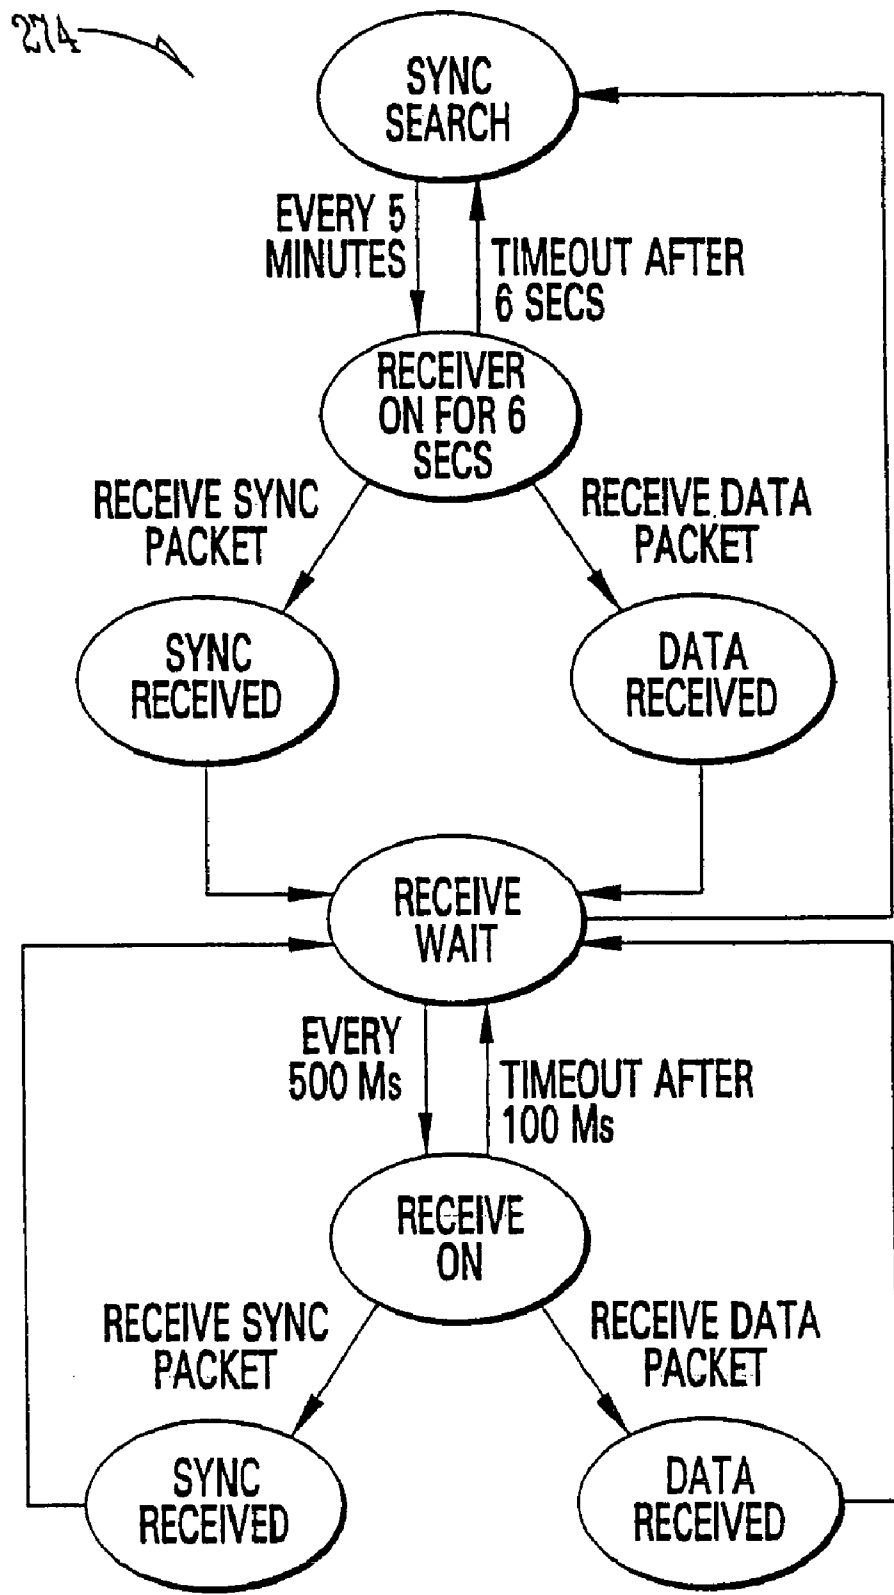 274
SYNC
SEARCH
EVERY 5
MINUTES
TIMEOUT AFTER
6 SECS
RECEIVER
ON FOR 6
SECS
RECEIVE SYNC
PACKET
RECEIVE DATA
PACKET
SYNC
RECEIVED
DATA
RECEIVED
RECEIVE
WAIT
EVERY
500 Ms
TIMEOUT AFTER
100 Ms
RECEIVE
ON
RECEIVE SYNC
PACKET
RECEIVE DATA
PACKET
SYNC
RECEIVED
DATA
RECEIVED